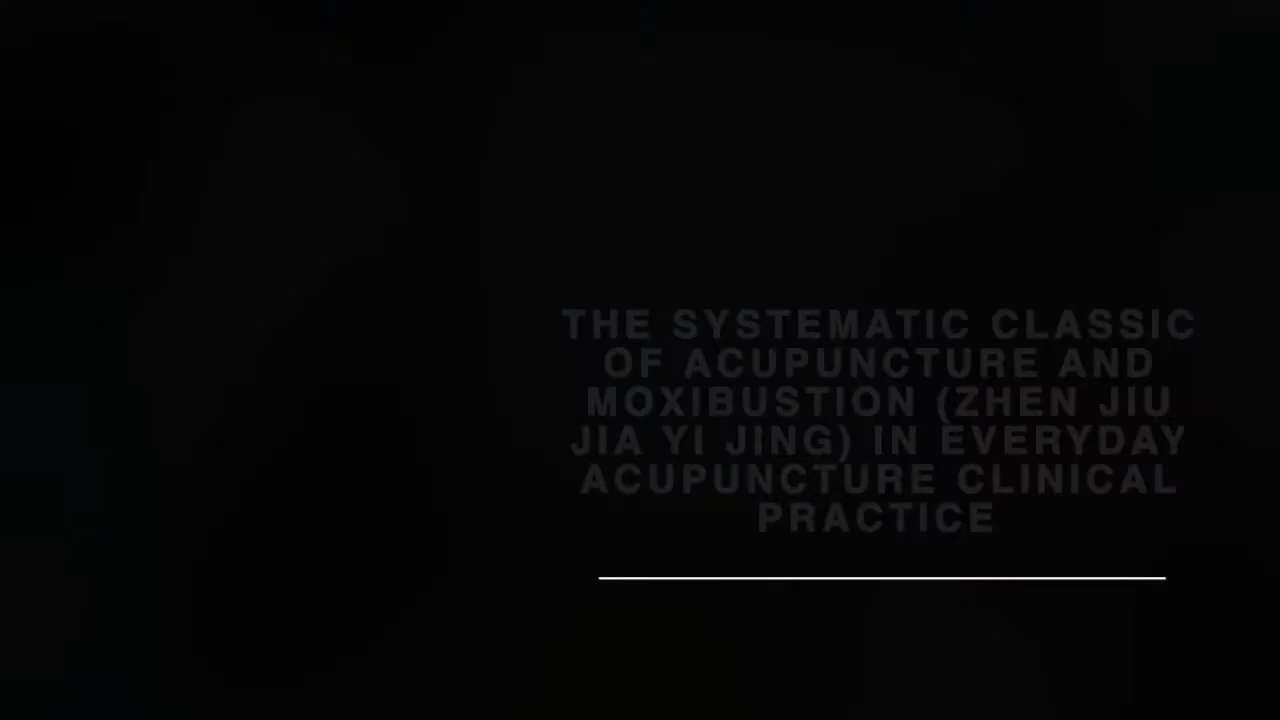 THE SYSTEMATIC CLASSIC
OF ACUPUNCTURE AND
MOXIBUSTION (ZHEN JIU
JIA YI JING) IN EVERYDAY
ACUPUNCTURE CLINICAL
PRACTICE